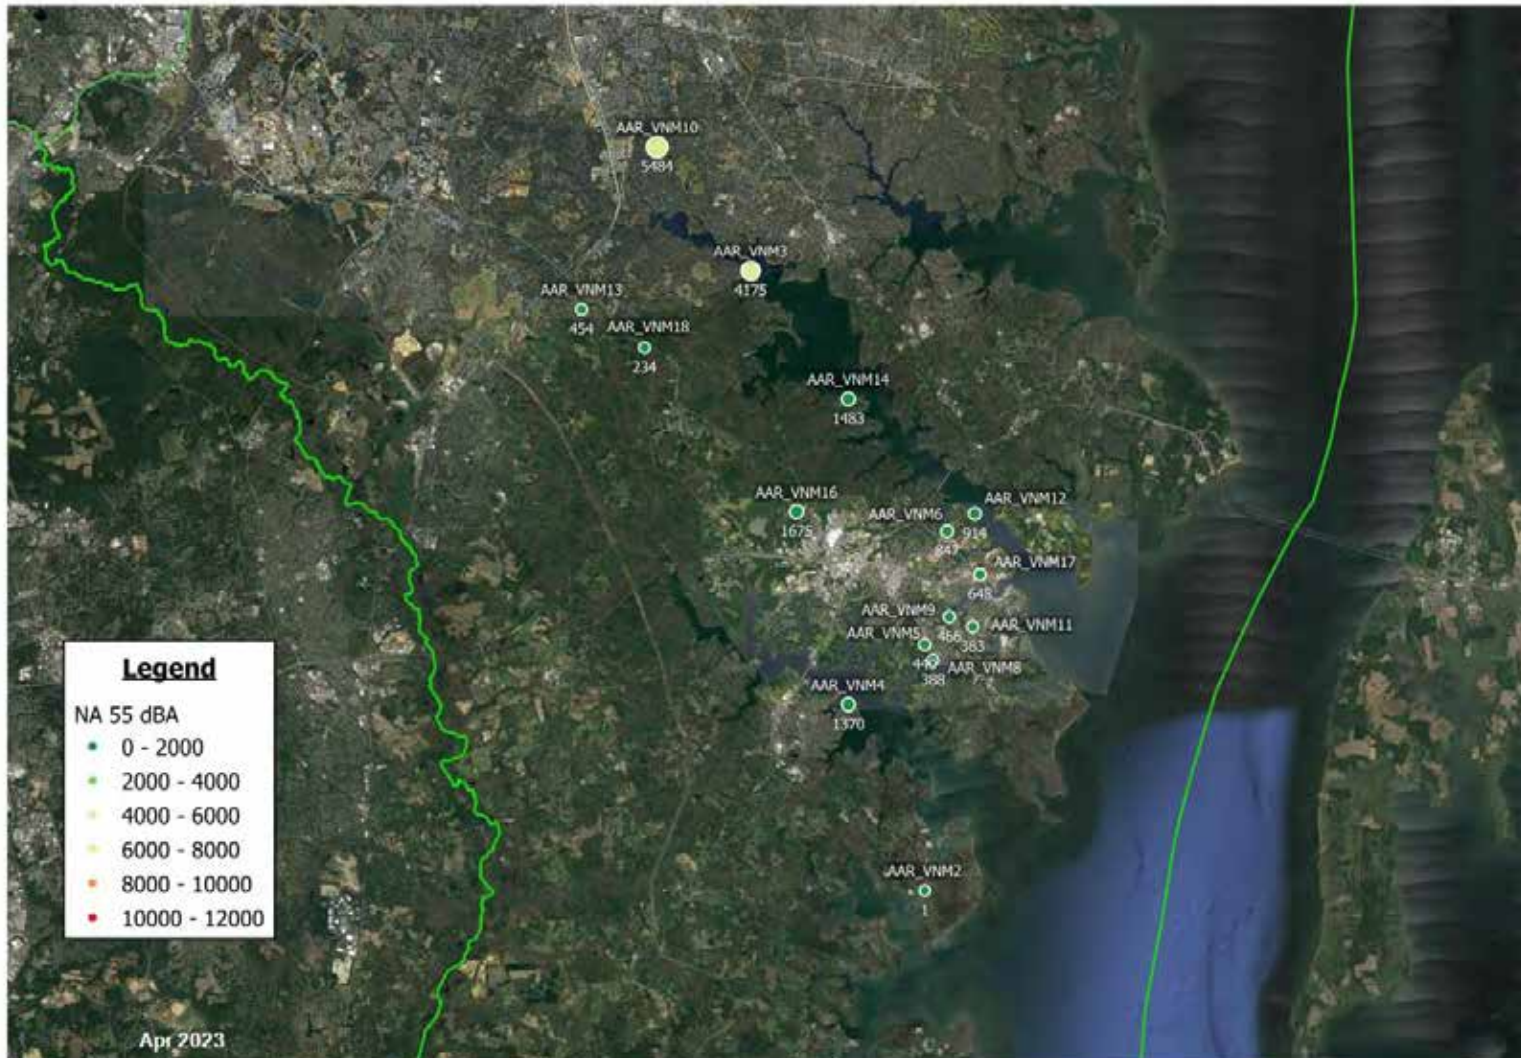 AAR_VNM10
5484
AAR_VNM3
4175
AAR_VNM13
454
AAR_VNM18
234
AAR_VNM14
1483
AAR_VNM16
1675
AAR_VNM12
914
AAR_VNM6
AAR_VNM17
648
AAR_VNM9
466
AAR_VNM11
383
AAR_VNM5
AAR_VNM8
388
AAR_VNM4
1370
AAR_VNM2
1
Legend
NA 55 dBA
0 - 2000
2000 - 4000
4000 - 6000
6000 - 8000
8000 - 10000
10000 - 12000
Apr 2023